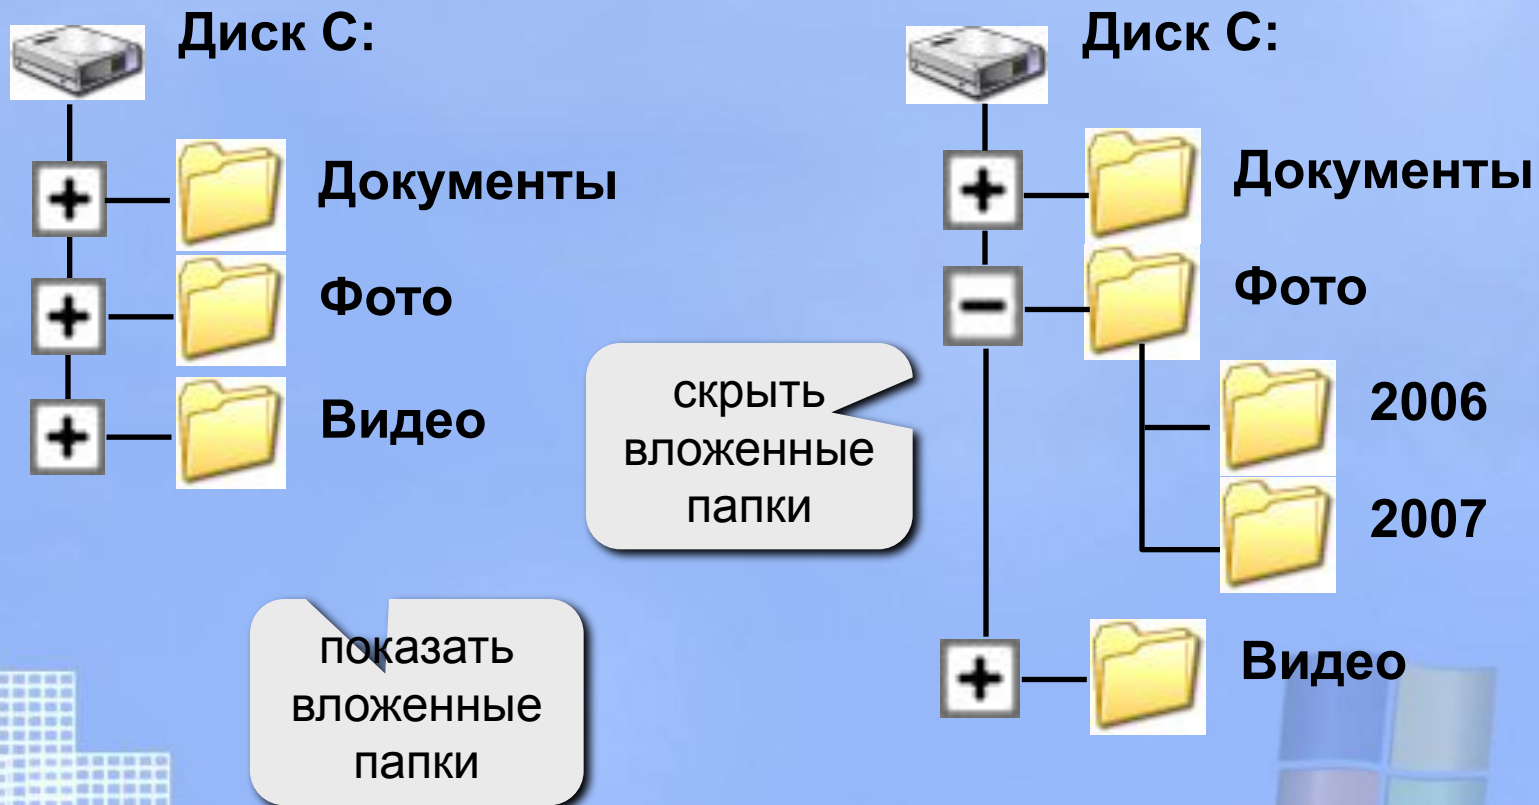 Диск C:
Документы
Фото
Видео
показать
вложенные
папки
скрыть
вложенные
папки
Диск C:
Документы
Фото
2006
2007
Видео